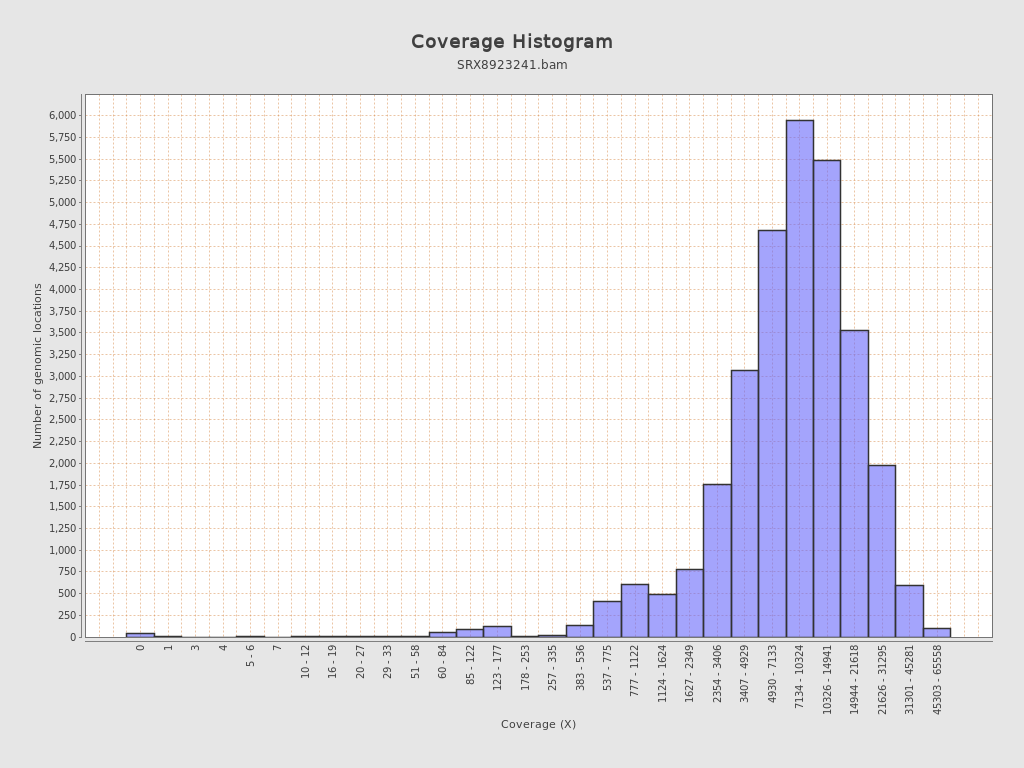 Coverage Histogram
SRX8923241.bam
Number of genomic locations
6,000
5,750
5,500
5,250
5,000
4,750
4,500
4,250
4,000
3,750
3,500
3,250
3,000
2,750
2,500
2,250
2,000
1,750
1,500
1,250
1,000
750
500
250
0
0
1
3
4
5 - 6
7
10 - 12
16 - 19
20 - 27
29 - 33
51 - 58
60 - 84
85 - 122
123 - 177
178 - 253
257 - 335
383 - 536
537 - 775
777 - 1122
1124 - 1624
1627 - 2349
2354 - 3406
3407 - 4929
4930 - 7133
7134 - 10324
10326 - 14941
14944 - 21618
21626 - 31295
31301 - 45281
45303 - 65558
Coverage (X)